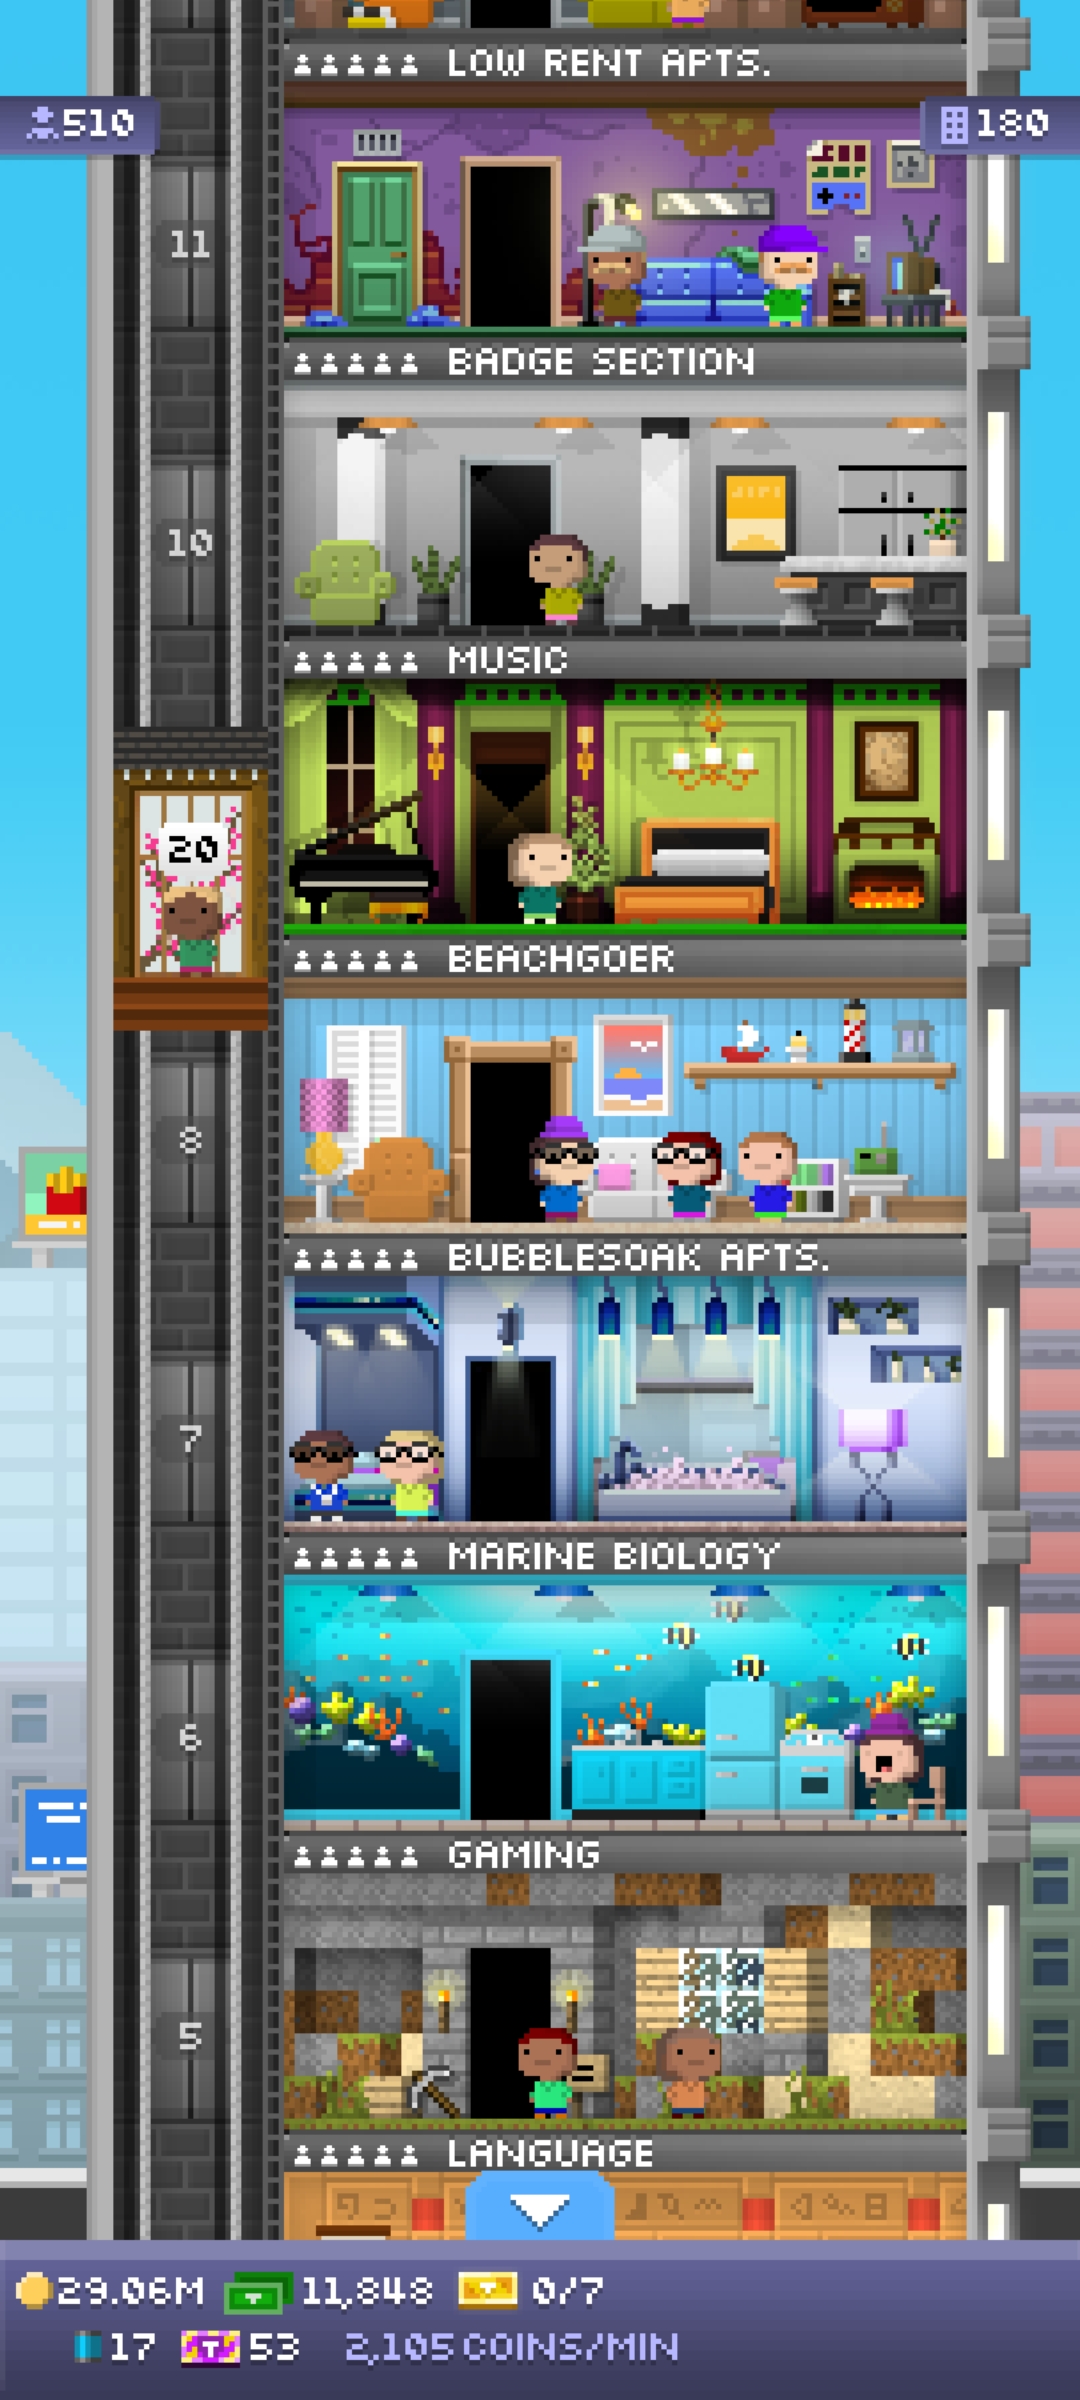 LOW RENT APTS.
510
180
11
BADGE SECTION
10
MUSIC
20
BEACHGOER
8
BUBBLESOAK APTS.
7
MARINE BIOLOGY
6
GAMING
5
LANGUAGE
29.06M 11,848 0/7
17 T 53 2,105 COINS/MIN